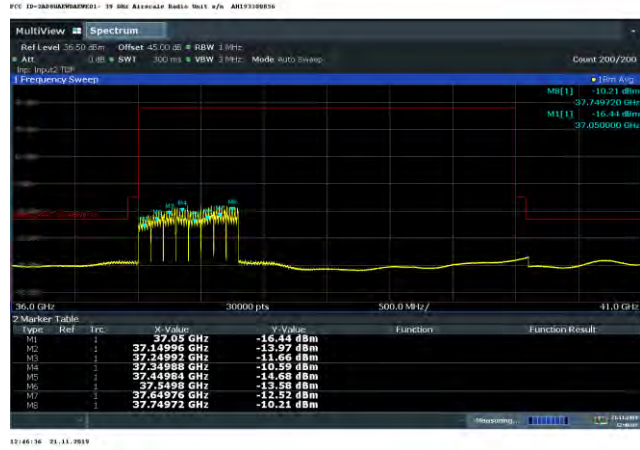 FCC ID-2AD8UAEWDAEWE01- 39 GHz Airscale Radio Unit s/n AH193108836
MultiView Spectrum
Ref Level 36.50 dBm Offset 45.00 dB RBW 1 MHz
Att 0 dB SWT 300 ms VBW 3 MHz Mode Auto Sweep Count 200/200
Inp: Input2 TDF
1 Frequency Sweep 1Rm Avg
M8[1] -10.21 dBm
37.749720 GHz
M1[1] -16.44 dBm
37.050000 GHz
36.0 GHz 30000 pts 500.0 MHz/ 41.0 GHz
2 Marker Table
Type Ref Trc X-Value Y-Value Function Function Result
M1 1 37.05 GHz -16.44 dBm
M2 1 37.14996 GHz -13.97 dBm
M3 1 37.24992 GHz -11.66 dBm
M4 1 37.34988 GHz -10.59 dBm
M5 1 37.44984 GHz -14.68 dBm
M6 1 37.5498 GHz -13.58 dBm
M7 1 37.64976 GHz -12.52 dBm
M8 1 37.74972 GHz -10.21 dBm
Measuring...
12:46:36 21.11.2019